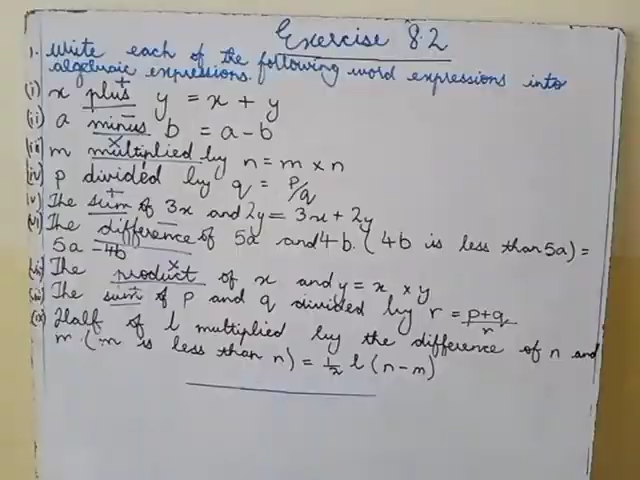 Exercise 8.2
1. Write each of the following word expressions into
algebraic expressions.
(i) x plus y = x + y
(ii) a minus b = a - b
(iii) m multiplied by n = m × n
(iv) p divided by q = p/q
(v) The sum of 3x and 2y = 3x + 2y
(vi) The difference of 5a and 4b. (4b is less than 5a) =
5a - 4b
(vii) The product of x and y = x × y
(viii) The sum of p and q divided by r = p+q/r
(ix) Half of l multiplied by the difference of n and
m. (m is less than n) = 1/2 l (n - m)